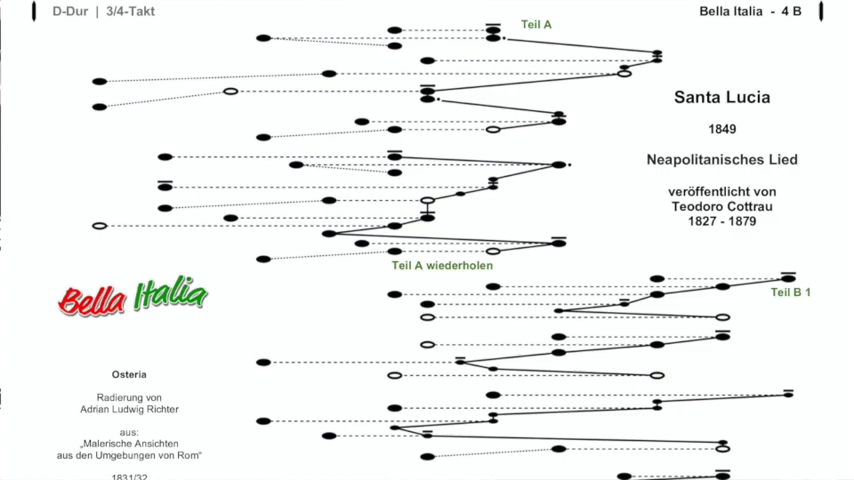 D-Dur | 3/4-Takt
Bella Italia - 4 B
Teil A
Santa Lucia
1849
Neapolitanisches Lied
veröffentlicht von
Teodoro Cottrau
1827 - 1879
Teil A wiederholen
Teil B 1
Bella Italia
Osteria
Radierung von
Adrian Ludwig Richter
aus:
„Malerische Ansichten
aus den Umgebungen von Rom“
1831/32